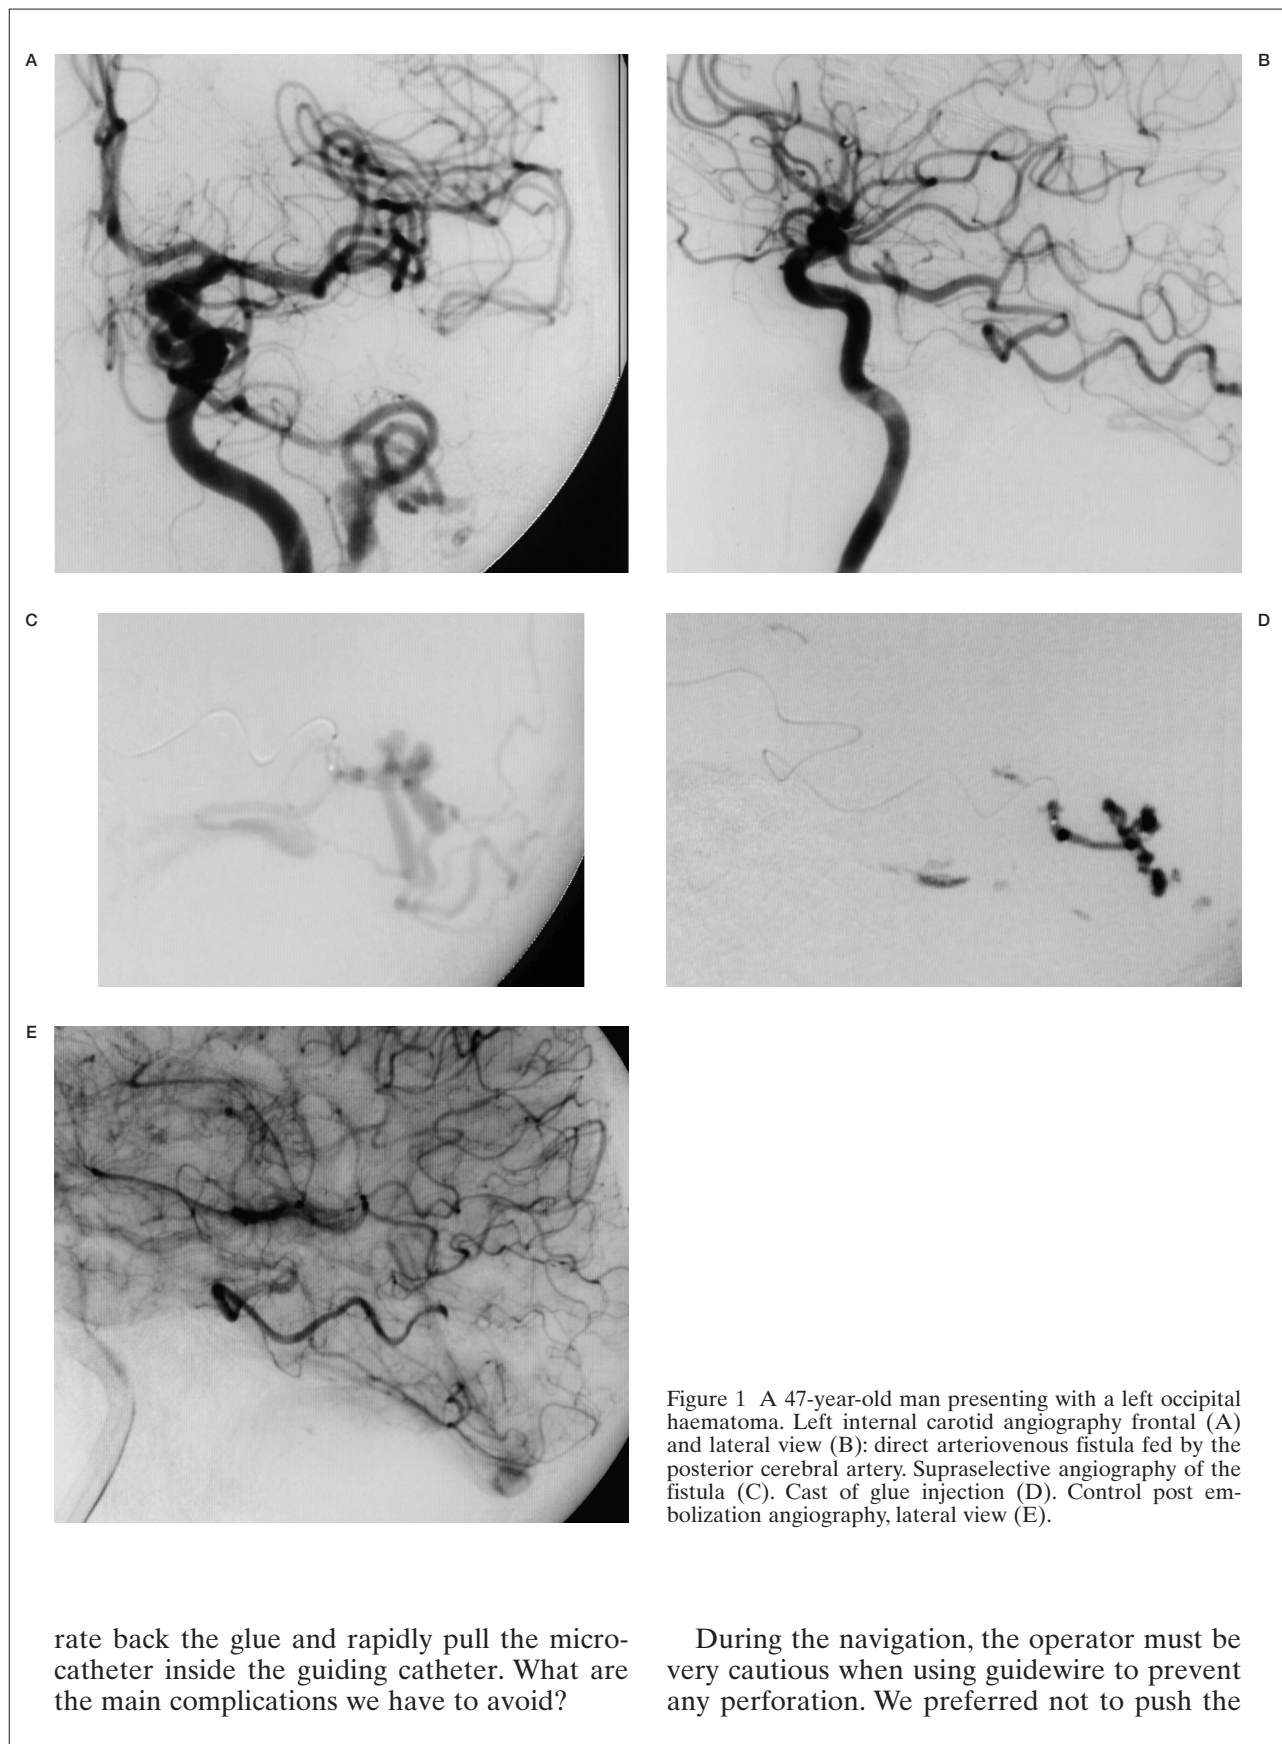 A
B
C
D
E
Figure 1 A 47-year-old man presenting with a left occipital
haematoma. Left internal carotid angiography frontal (A)
and lateral view (B): direct arteriovenous fistula fed by the
posterior cerebral artery. Supraselective angiography of the
fistula (C). Cast of glue injection (D). Control post em-
bolization angiography, lateral view (E).
rate back the glue and rapidly pull the micro-
catheter inside the guiding catheter. What are
the main complications we have to avoid?
During the navigation, the operator must be
very cautious when using guidewire to prevent
any perforation. We preferred not to push the